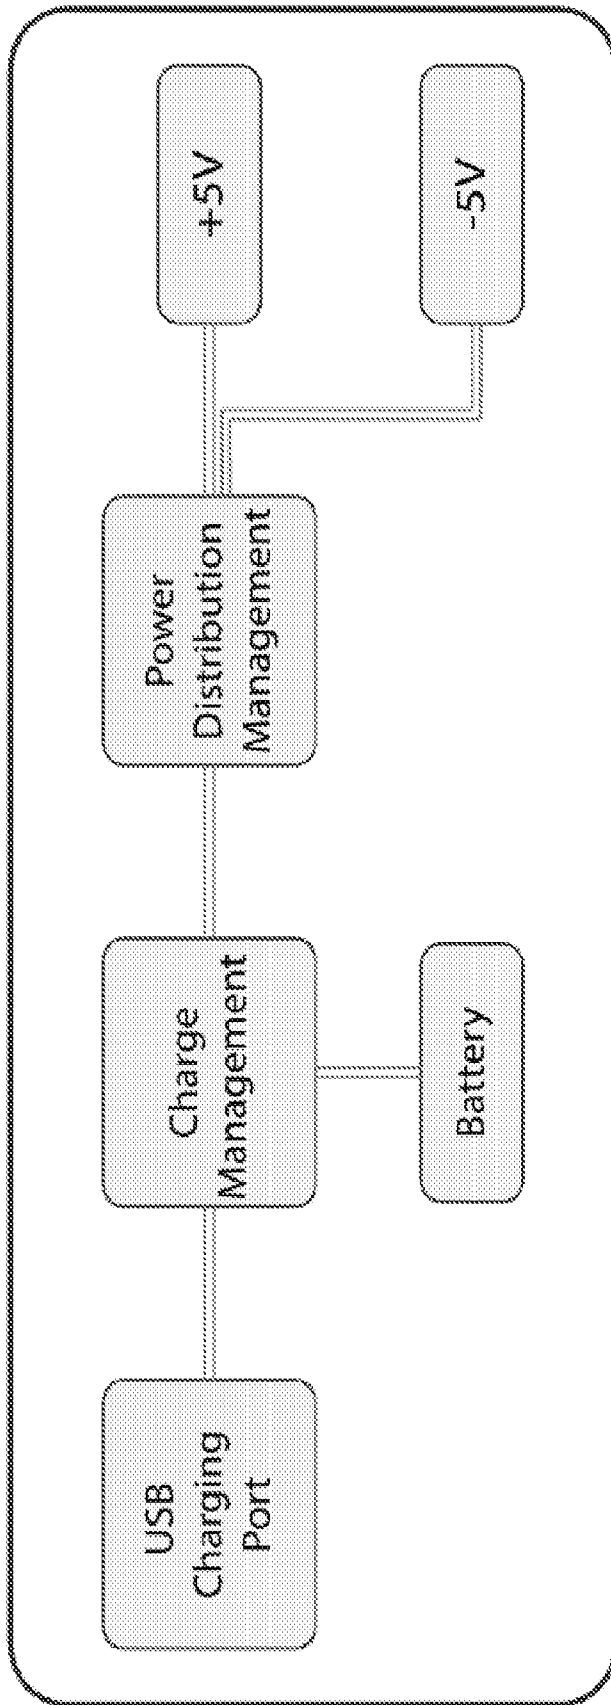 USB
Charging
Port
Charge
Management
Battery
Power
Distribution
Management
+5V
-5V